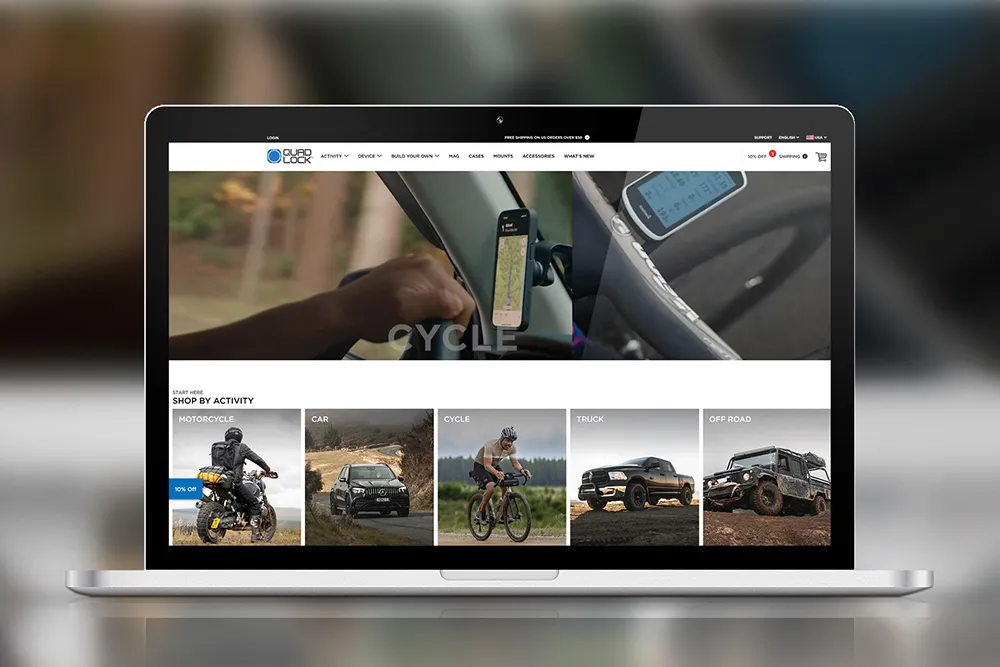 LOGIN
FREE SHIPPING ON US ORDERS OVER $50
SUPPORT ENGLISH USA
QUAD LOCK
ACTIVITY DEVICE BUILD YOUR OWN MAG CASES MOUNTS ACCESSORIES WHAT'S NEW
10% OFF 1 SHIPPING
CYCLE
GARMIN
START HERE
SHOP BY ACTIVITY
MOTORCYCLE CAR CYCLE TRUCK OFF ROAD
10% Off